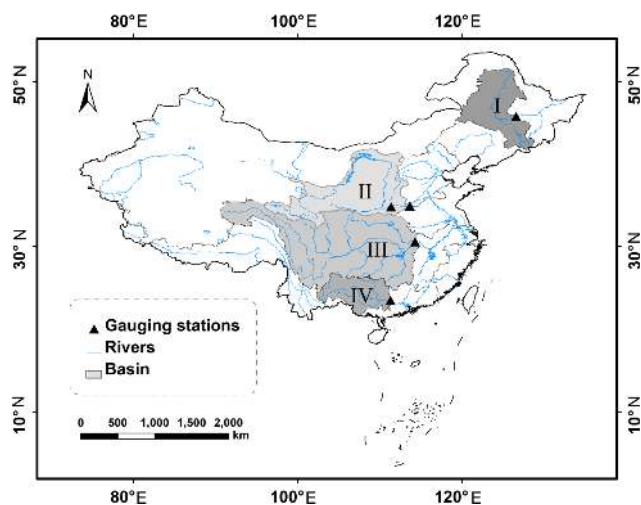 80°E 100°E 120°E
50°N 50°N
N
I
II
30°N 30°N
III
IV
Gauging stations
Rivers
Basin
10°N 10°N
0 500 1,000 1,500 2,000
km
80°E 100°E 120°E